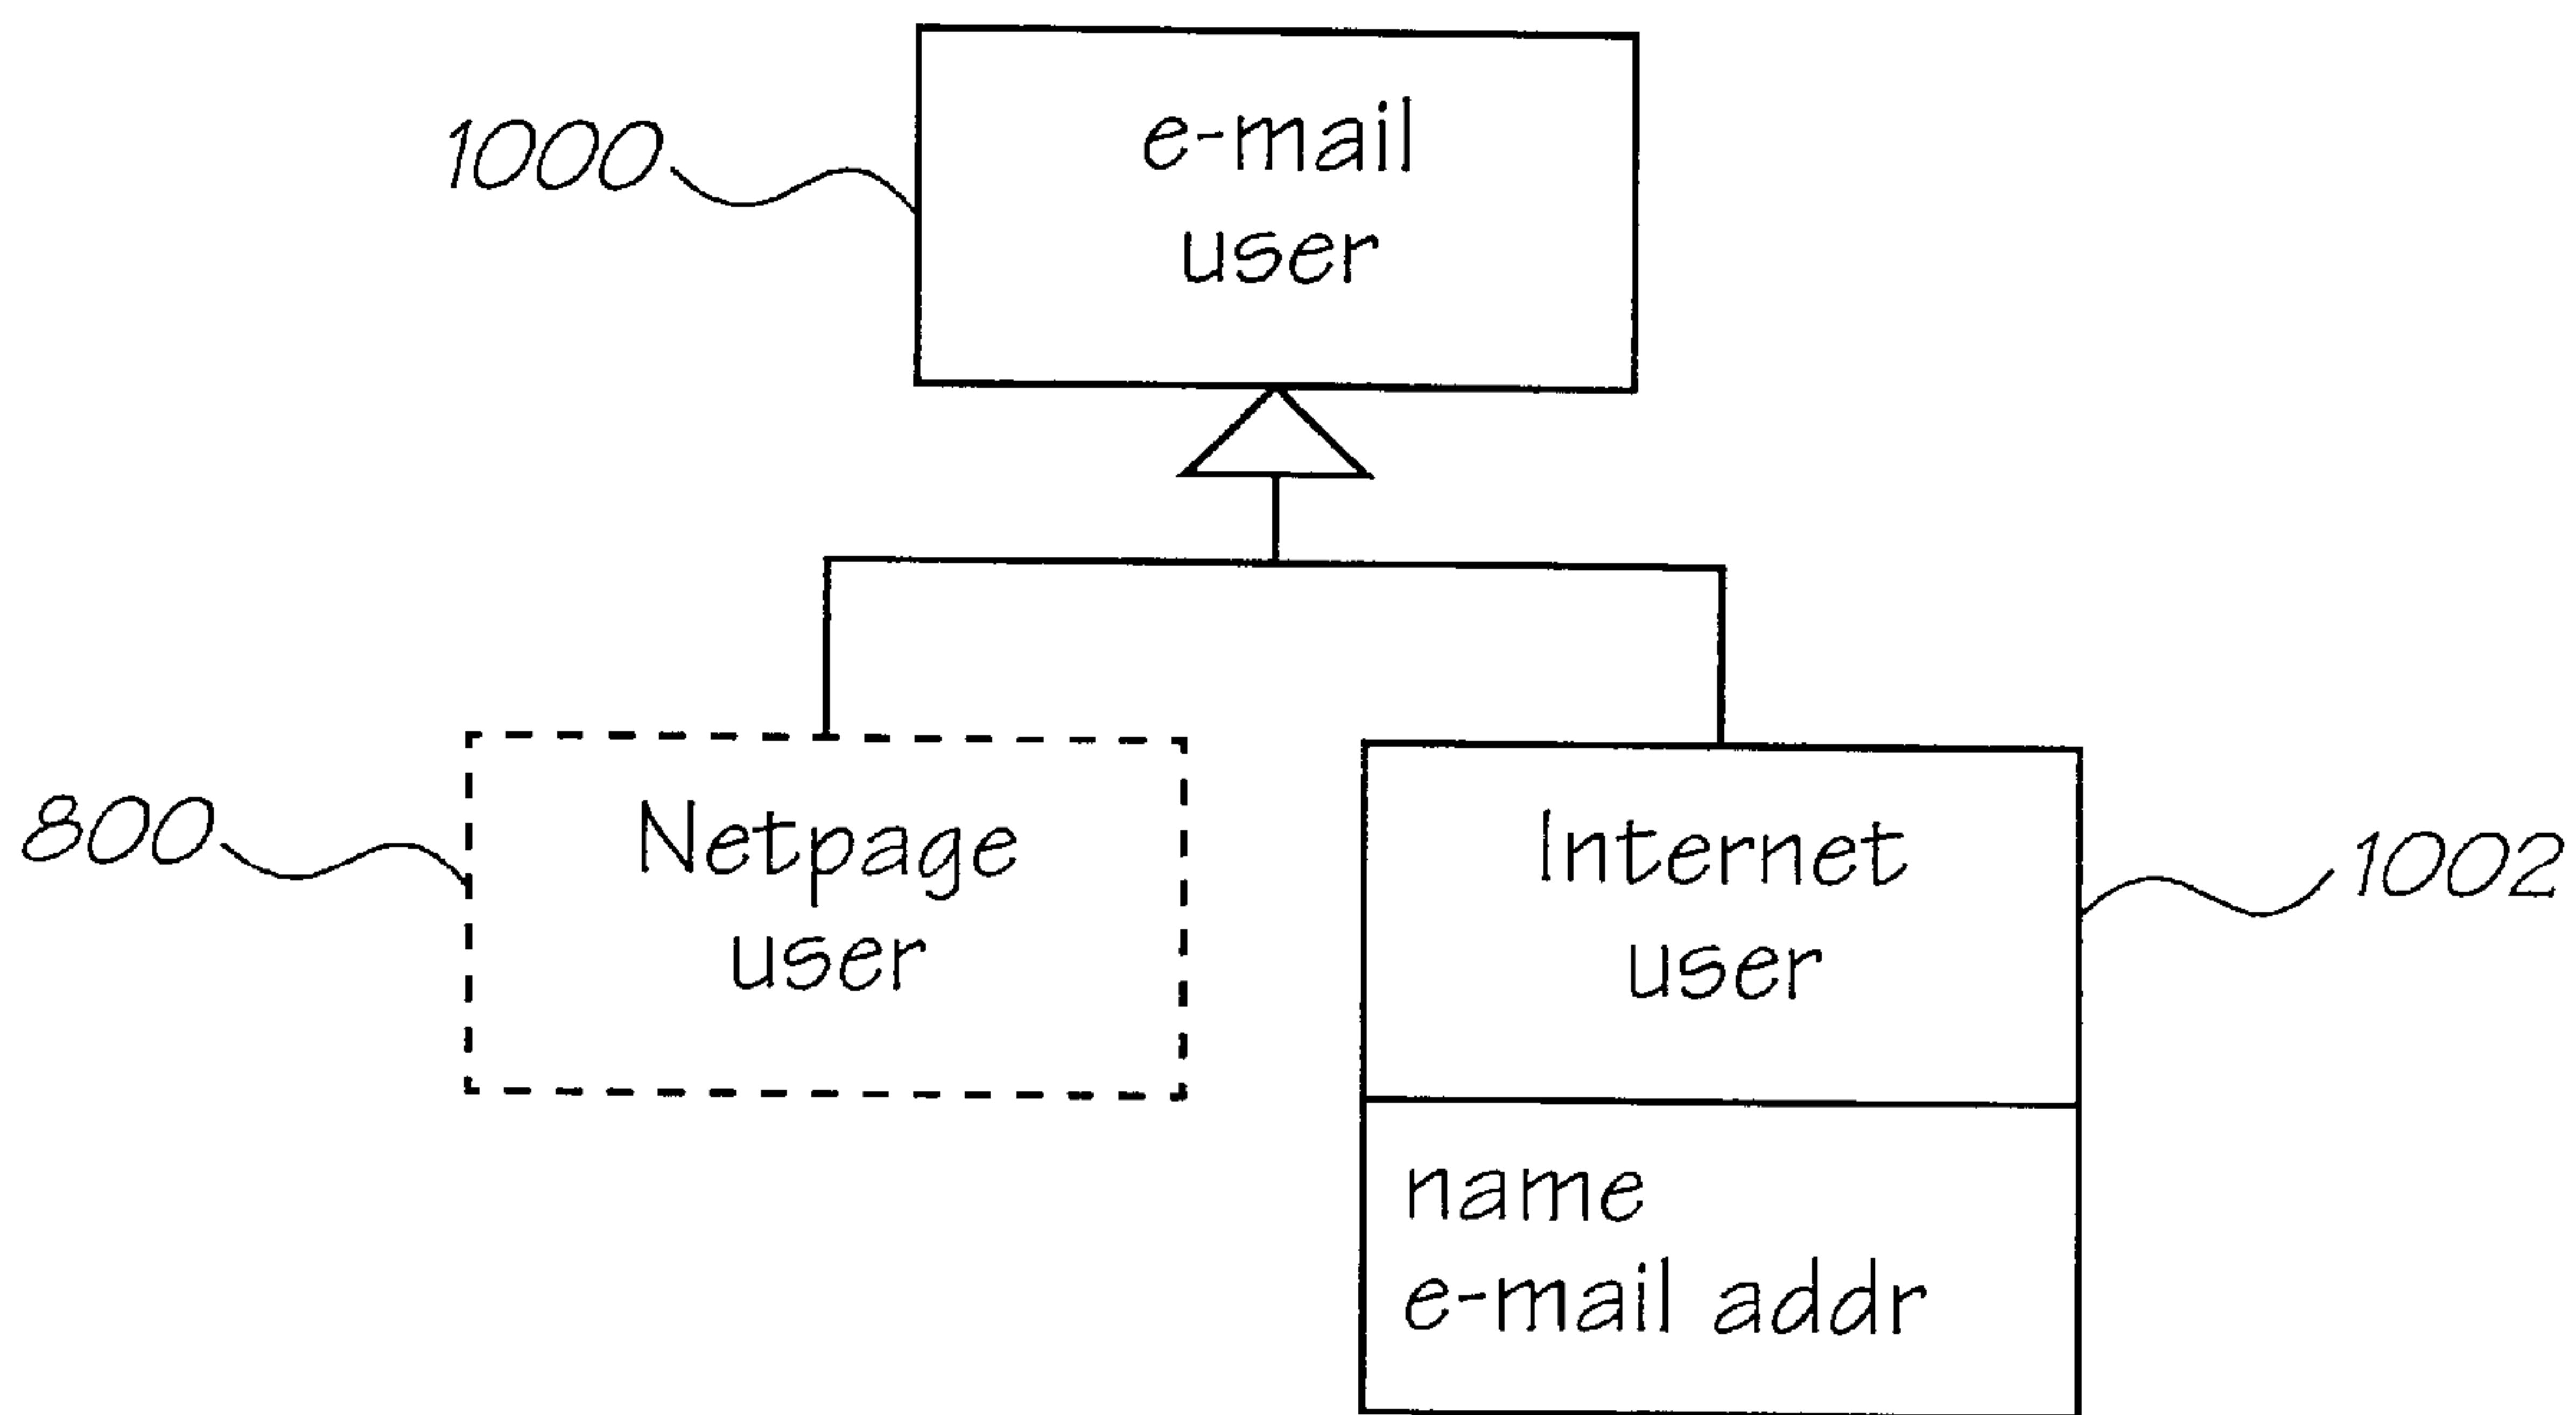 1000
e-mail
user
800
Netpage
user
Internet
user
1002
name
e-mail addr